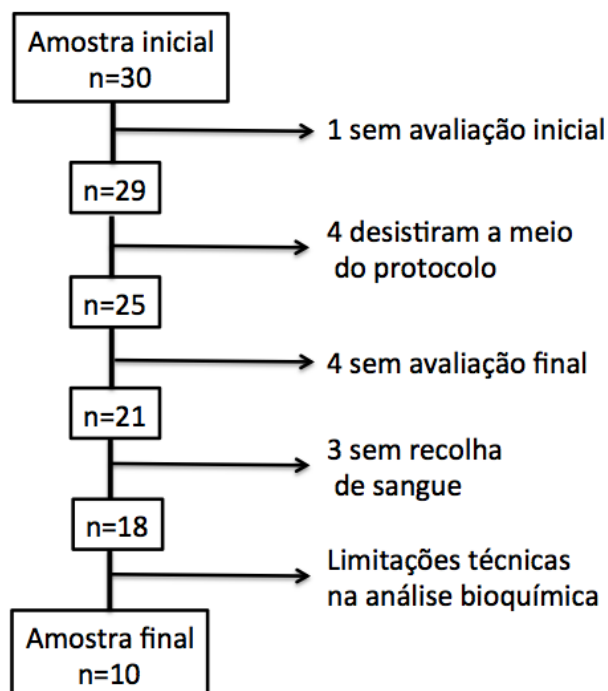 Amostra inicial
n=30
1 sem avaliação inicial
n=29
4 desistiram a meio
do protocolo
n=25
4 sem avaliação final
n=21
3 sem recolha
de sangue
n=18
Limitações técnicas
na análise bioquímica
Amostra final
n=10